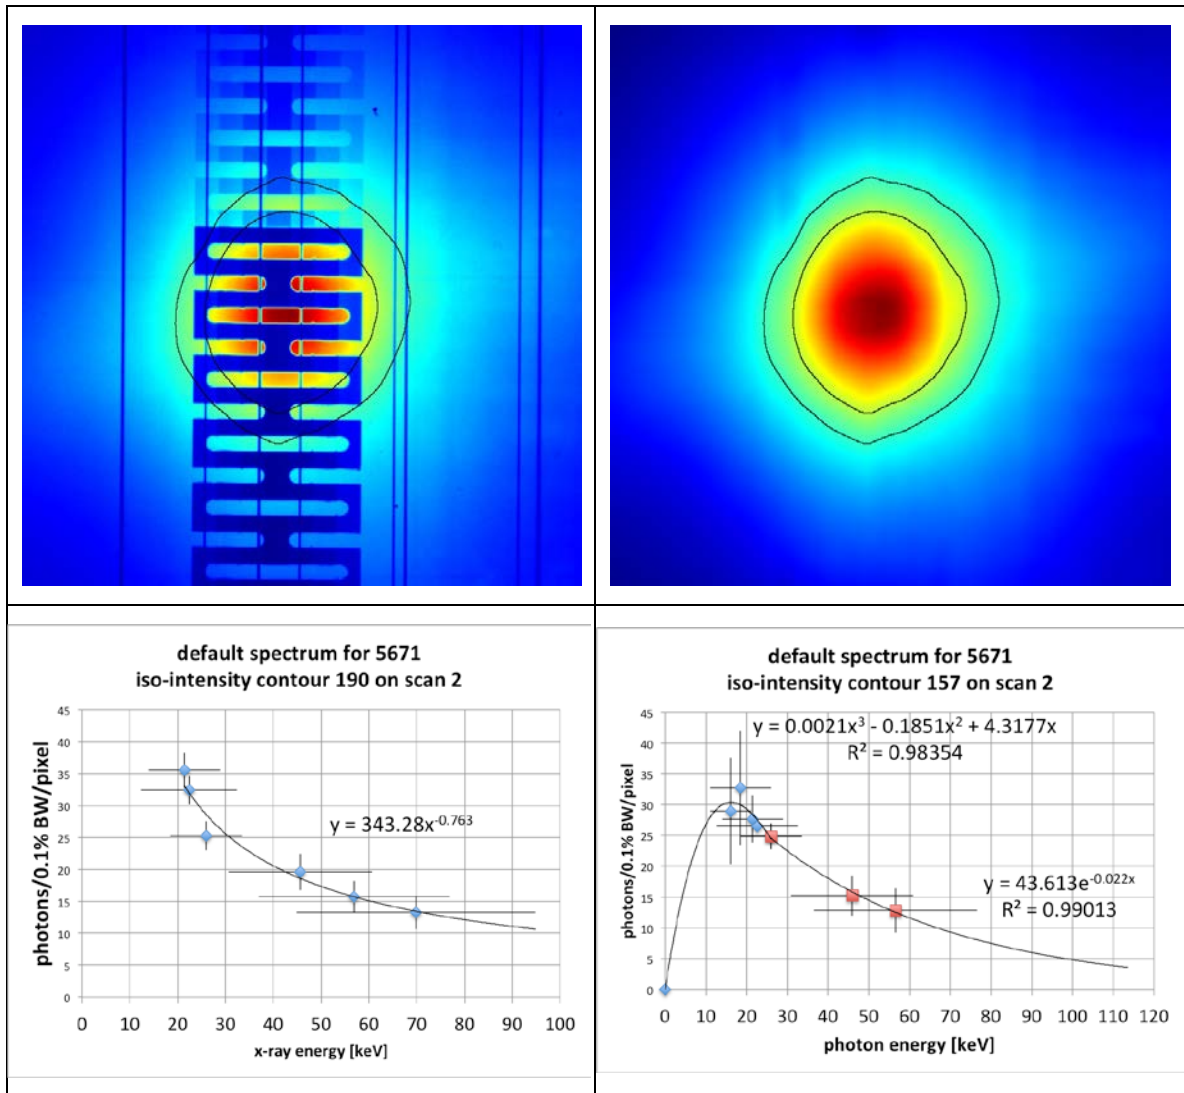 default spectrum for 5671
iso-intensity contour 190 on scan 2
photons/0.1% BW/pixel
45
40
35
30
25
20
15
10
5
0
y = 343.28x^-0.763
0 10 20 30 40 50 60 70 80 90 100
x-ray energy [keV]
default spectrum for 5671
iso-intensity contour 157 on scan 2
photons/0.1% BW/pixel
45
40
35
30
25
20
15
10
5
0
y = 0.0021x³ - 0.1851x² + 4.3177x
R² = 0.98354
y = 43.613e^-0.022x
R² = 0.99013
0 10 20 30 40 50 60 70 80 90 100 110 120
photon energy [keV]